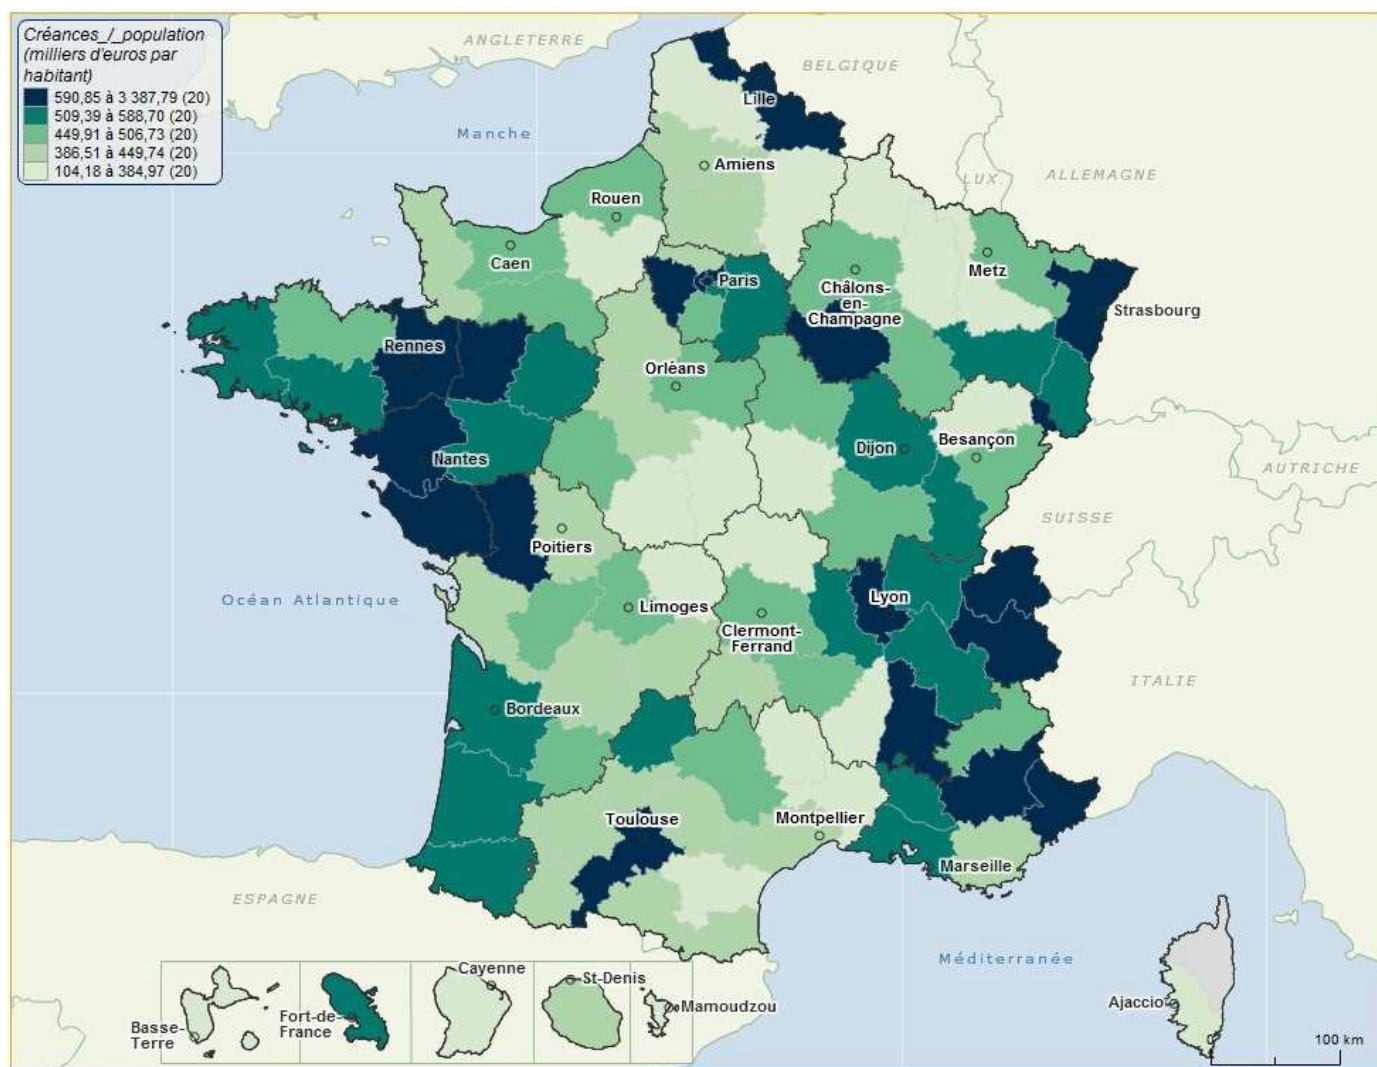 Créances_/_population
(milliers d'euros par
habitant)
590,85 à 3 387,79 (20)
509,39 à 588,70 (20)
449,91 à 506,73 (20)
386,51 à 449,74 (20)
104,18 à 384,97 (20)
ANGLETERRE
BELGIQUE
Lille
Manche
Amiens
LUX.
ALLEMAGNE
Rouen
Caen
Metz
Paris
Châlons-
en-
Champagne
Strasbourg
Rennes
Orléans
Dijon
Besançon
Nantes
AUTRICHE
SUISSE
Poitiers
Océan Atlantique
Limoges
Lyon
Clermont-
Ferrand
ITALIE
Bordeaux
Toulouse
Montpellier
Marseille
ESPAGNE
Méditerranée
Cayenne
St-Denis
Mamoudzou
Ajaccio
Basse-
Terre
Fort-de-
France
100 km